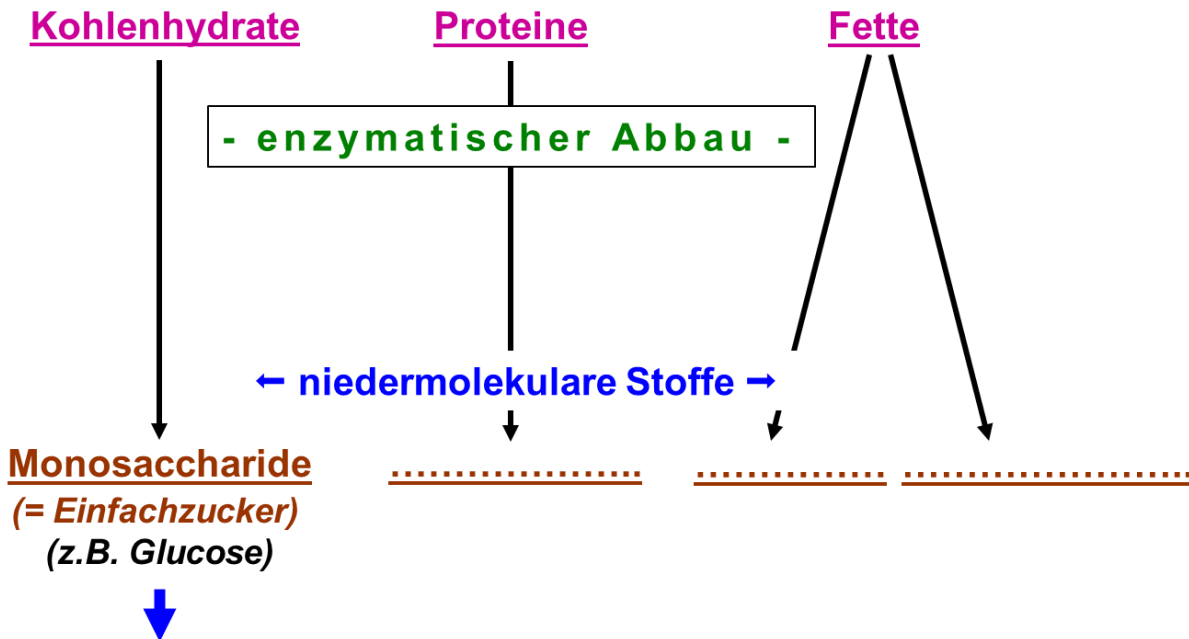 Kohlenhydrate Proteine Fette
- enzymatischer Abbau -
← niedermolekulare Stoffe →
Monosaccharide ................... ............... ......................
(= Einfachzucker)
(z.B. Glucose)